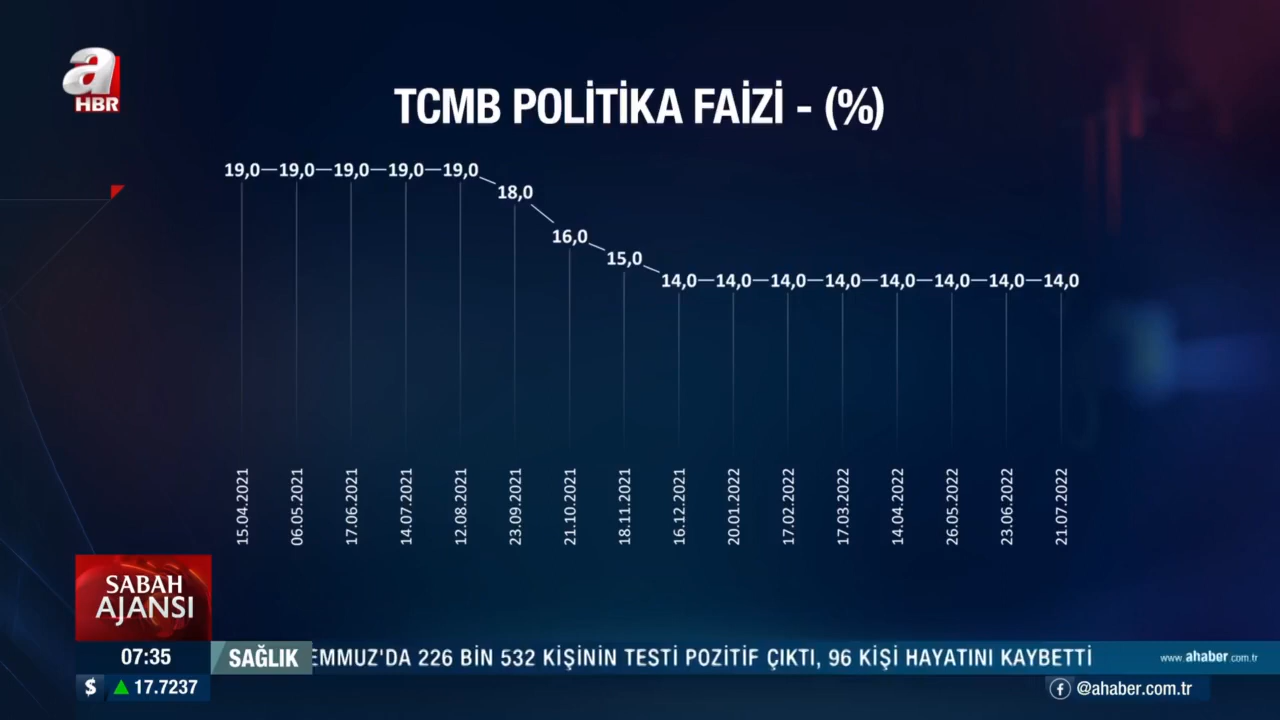 a
HBR
TCMB POLİTİKA FAİZİ - (%)
19,0 19,0 19,0 19,0 19,0 18,0 16,0 15,0 14,0 14,0 14,0 14,0 14,0 14,0 14,0 14,0
15.04.2021 06.05.2021 17.06.2021 14.07.2021 12.08.2021 23.09.2021 21.10.2021 18.11.2021 16.12.2021 20.01.2022 17.02.2022 17.03.2022 14.04.2022 26.05.2022 23.06.2022 21.07.2022
SABAH
AJANSI
07:35
SAĞLIK EMMUZ'DA 226 BİN 532 KİŞİNİN TESTİ POZİTİF ÇIKTI, 96 KİŞİ HAYATINI KAYBETTİ
www.ahaber.com.tr
$ 17.7237
@ahaber.com.tr